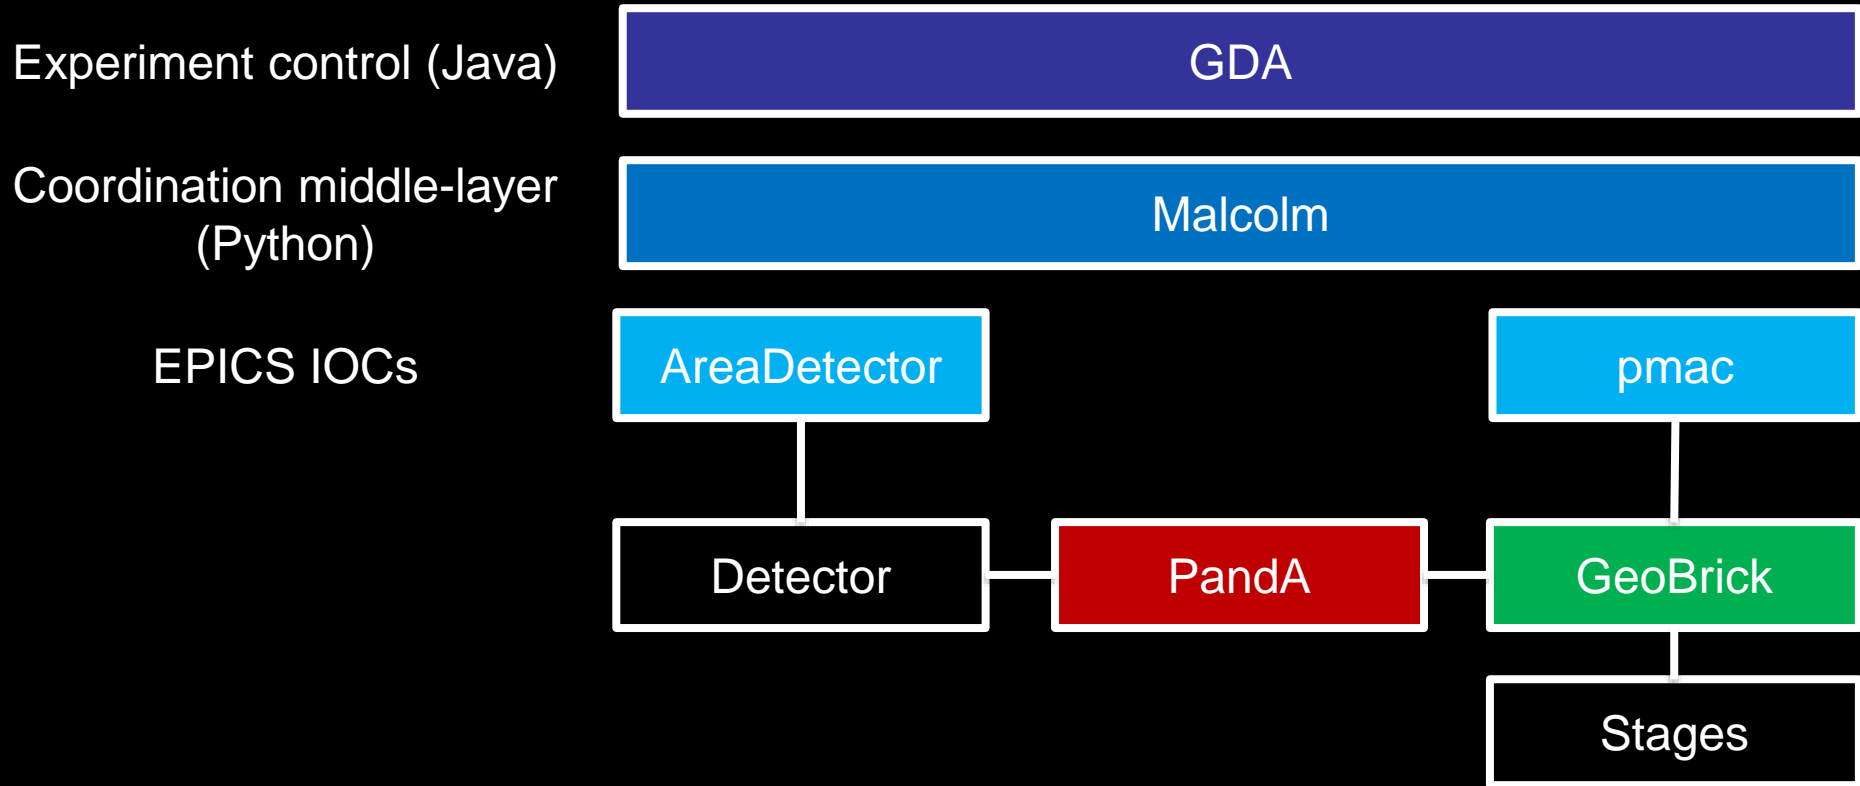 Experiment control (Java)
GDA
Coordination middle-layer
(Python)
Malcolm
EPICS IOCs
AreaDetector
pmac
Detector
PandA
GeoBrick
Stages